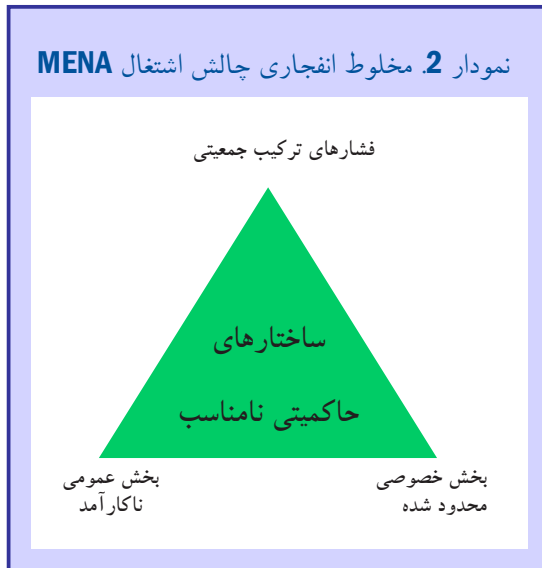 نمودار 2. مخلوط انفجاری چالش اشتغال MENA
فشارهای ترکیب جمعیتی
ساختارهای
حاکمیتی نامناسب
بخش خصوصی
محدود شده
بخش عمومی
ناکارآمد